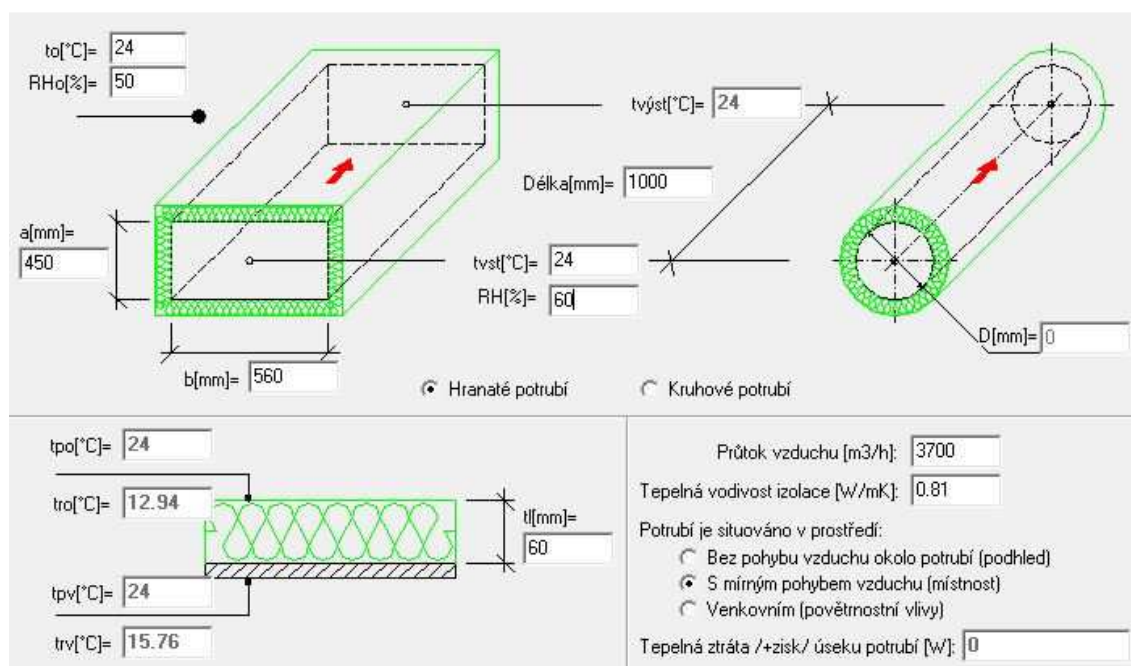 to[°C]= 24
RHo[%]= 50
tvýst[°C]= 24
Délka[mm]= 1000
a[mm]=
450
tvst[°C]= 24
RH[%]= 60
D[mm]= 0
b[mm]= 560
Hranaté potrubí
Kruhové potrubí
tpo[°C]= 24
tro[°C]= 12.94
tl[mm]=
60
tpv[°C]= 24
trv[°C]= 15.76
Průtok vzduchu [m3/h]: 3700
Tepelná vodivost izolace [W/mK]: 0.81
Potrubí je situováno v prostředí:
Bez pohybu vzduchu okolo potrubí (podhled)
S mírným pohybem vzduchu (místnost)
Venkovním (povětrnostní vlivy)
Tepelná ztráta /+zisk/ úseku potrubí [W]: 0